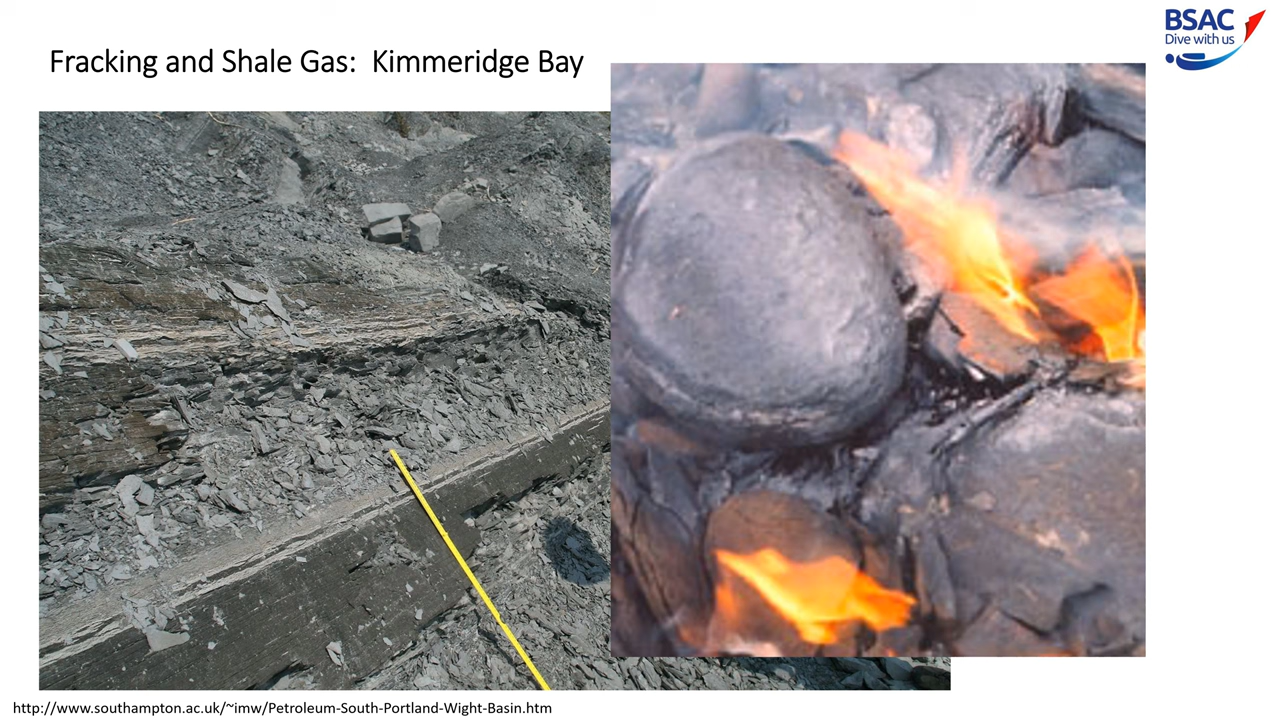 BSAC
Dive with us
Fracking and Shale Gas:  Kimmeridge Bay
http://www.southampton.ac.uk/~imw/Petroleum-South-Portland-Wight-Basin.htm